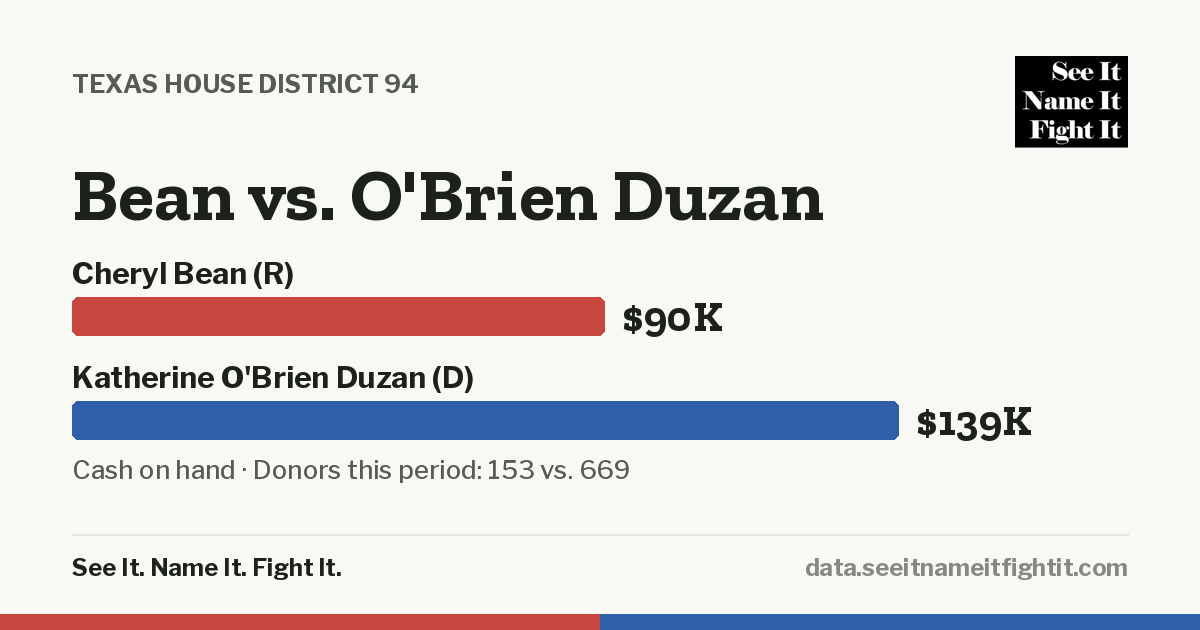 TEXAS HOUSE DISTRICT 94
See It
Name It
Fight It
Bean vs. O'Brien Duzan
Cheryl Bean (R)
$90K
Katherine O'Brien Duzan (D)
$139K
Cash on hand · Donors this period: 153 vs. 669
See It. Name It. Fight It.
data.seeitnameitfightit.com